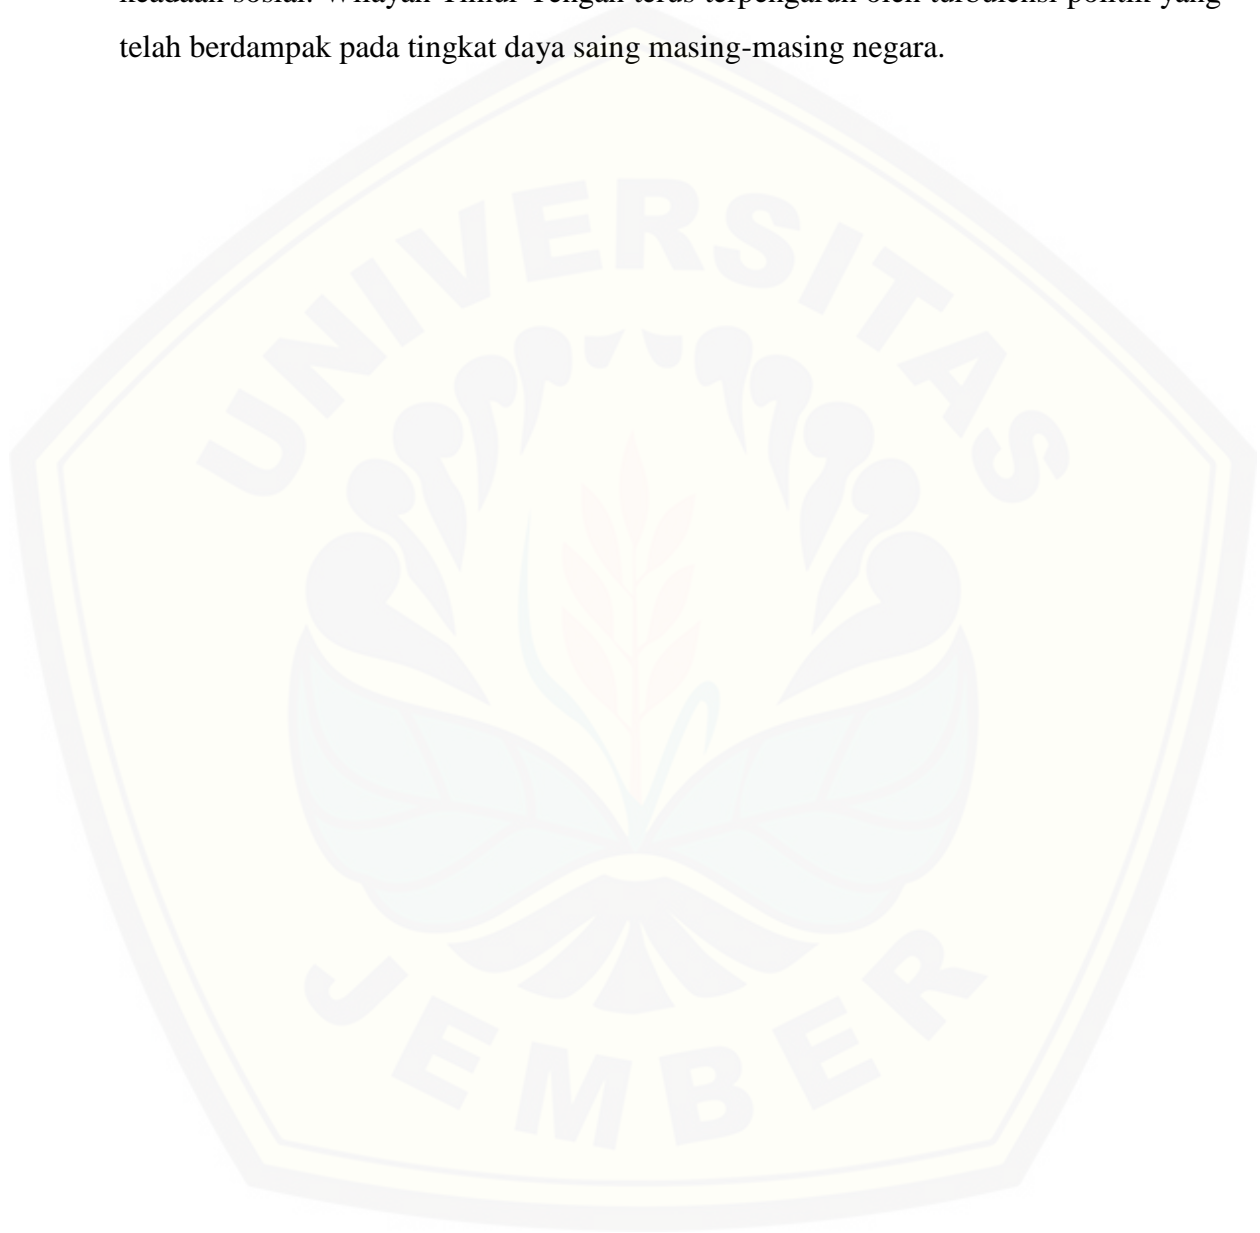 keadaan sosial. Wilayah Timur Tengah terus terpengaruh oleh turbulensi politik yang
telah berdampak pada tingkat daya saing masing-masing negara.
UNIVERSITAS
JEMBER